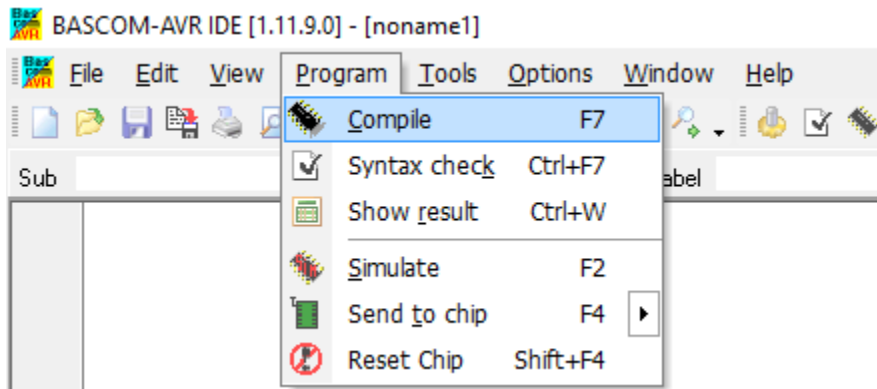 BASCOM-AVR IDE [1.11.9.0] - [noname1]
File Edit View Program Tools Options Window Help
Compile F7
Syntax check Ctrl+F7
Sub abel
Show result Ctrl+W
Simulate F2
Send to chip F4
Reset Chip Shift+F4